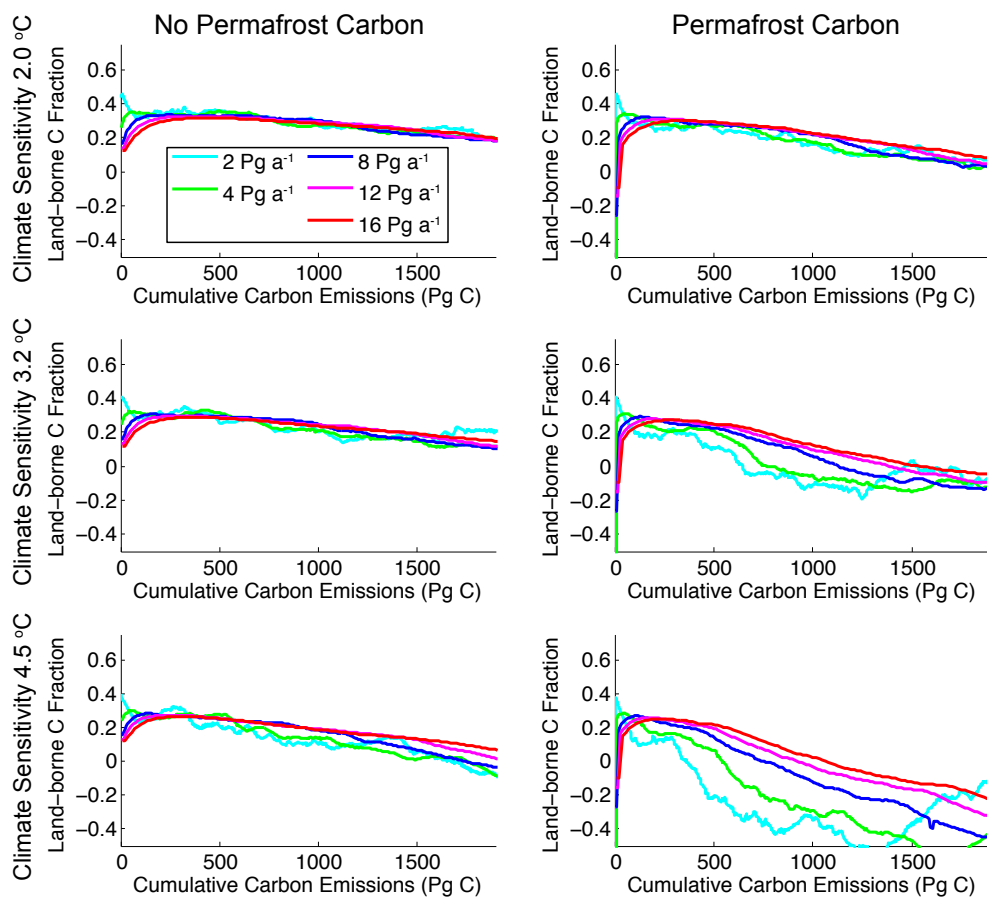 No Permafrost Carbon
Permafrost Carbon
Climate Sensitivity 2.0 ºC
Land−borne C Fraction
0.6
0.4
0.2
0
−0.2
−0.4
2 Pg a-1
4 Pg a-1
8 Pg a-1
12 Pg a-1
16 Pg a-1
0 500 1000 1500
Cumulative Carbon Emissions (Pg C)
Land−borne C Fraction
0.6
0.4
0.2
0
−0.2
−0.4
0 500 1000 1500
Cumulative Carbon Emissions (Pg C)
Climate Sensitivity 3.2 ºC
Land−borne C Fraction
0.6
0.4
0.2
0
−0.2
−0.4
0 500 1000 1500
Cumulative Carbon Emissions (Pg C)
Land−borne C Fraction
0.6
0.4
0.2
0
−0.2
−0.4
0 500 1000 1500
Cumulative Carbon Emissions (Pg C)
Climate Sensitivity 4.5 ºC
Land−borne C Fraction
0.6
0.4
0.2
0
−0.2
−0.4
0 500 1000 1500
Cumulative Carbon Emissions (Pg C)
Land−borne C Fraction
0.6
0.4
0.2
0
−0.2
−0.4
0 500 1000 1500
Cumulative Carbon Emissions (Pg C)